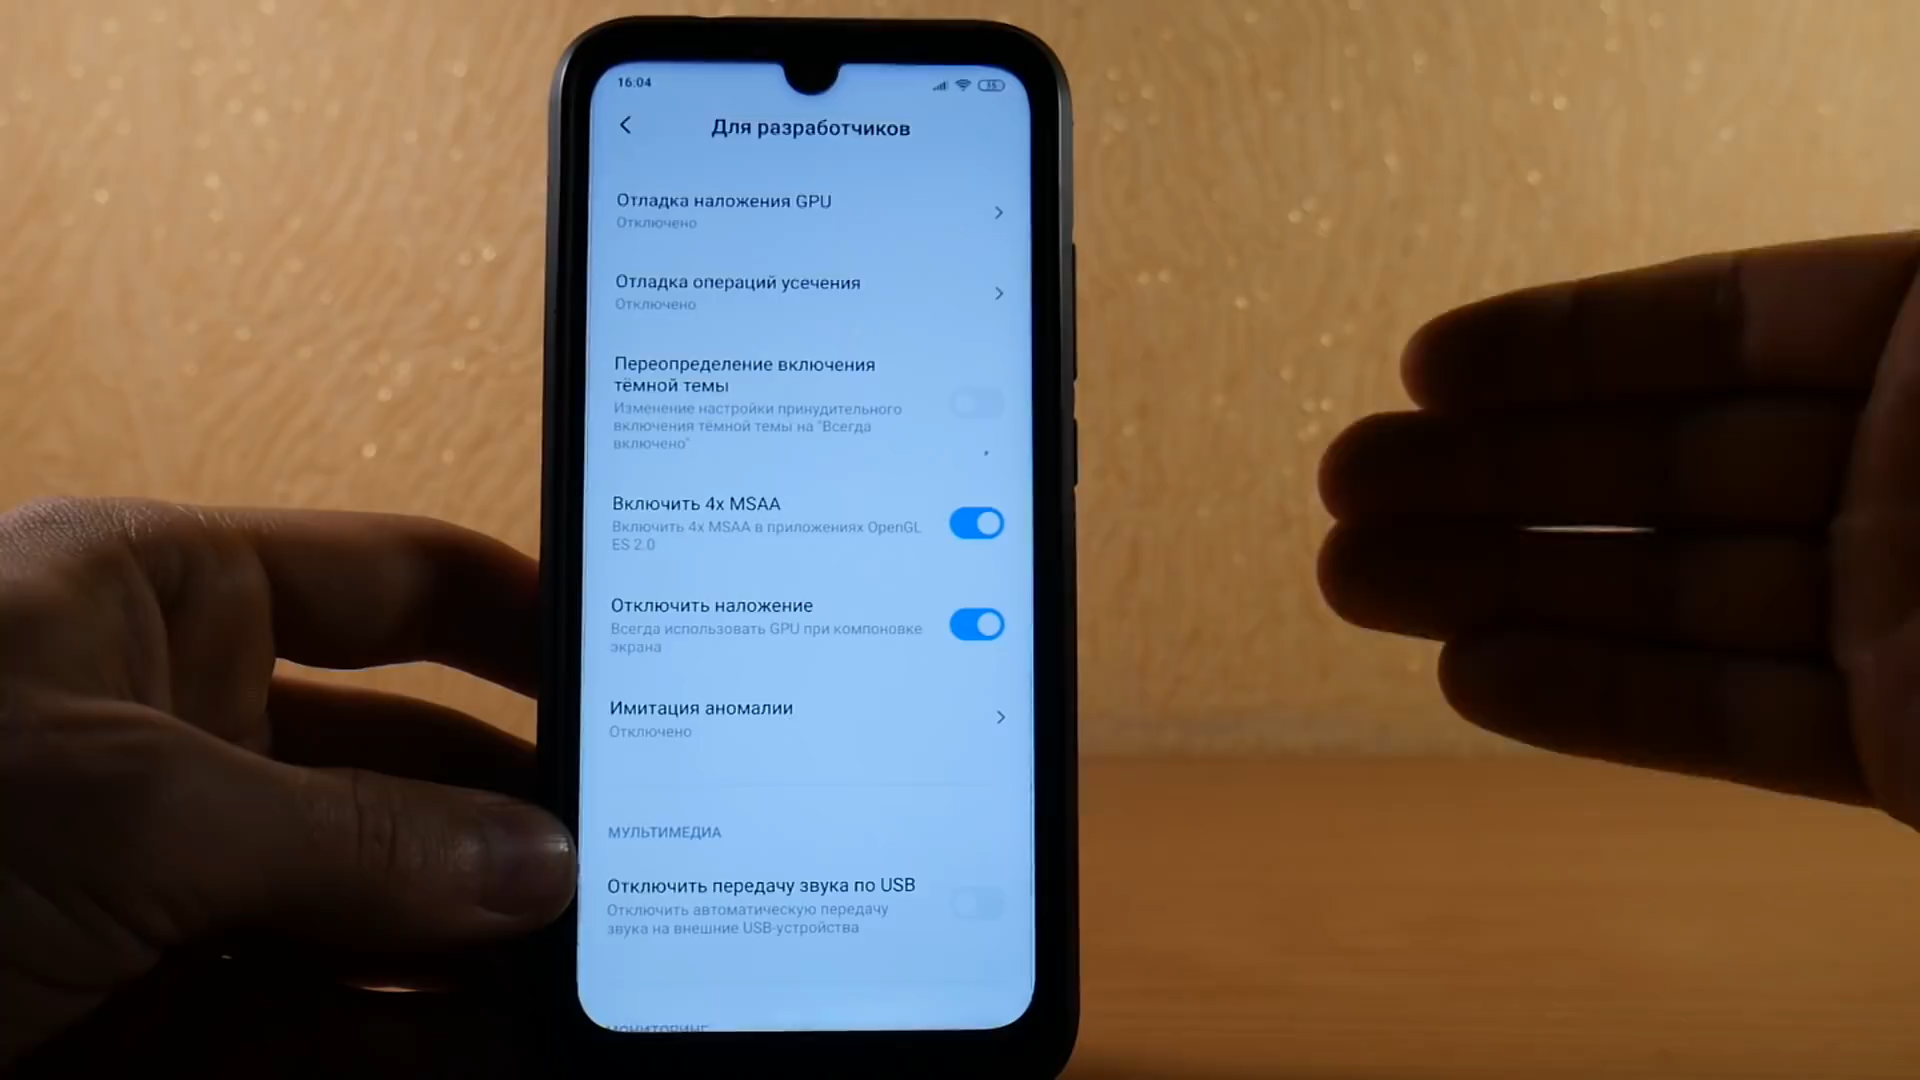 16:04
35
Для разработчиков
Отладка наложения GPU
Отключено
Отладка операций усечения
Отключено
Переопределение включения
тёмной темы
Изменение настройки принудительного
включения тёмной темы на "Всегда
включено"
Включить 4x MSAA
Включить 4x MSAA в приложениях OpenGL
ES 2.0
Отключить наложение
Всегда использовать GPU при компоновке
экрана
Имитация аномалии
Отключено
МУЛЬТИМЕДИА
Отключить передачу звука по USB
Отключить автоматическую передачу
звука на внешние USB-устройства
МОНИТОРИНГ